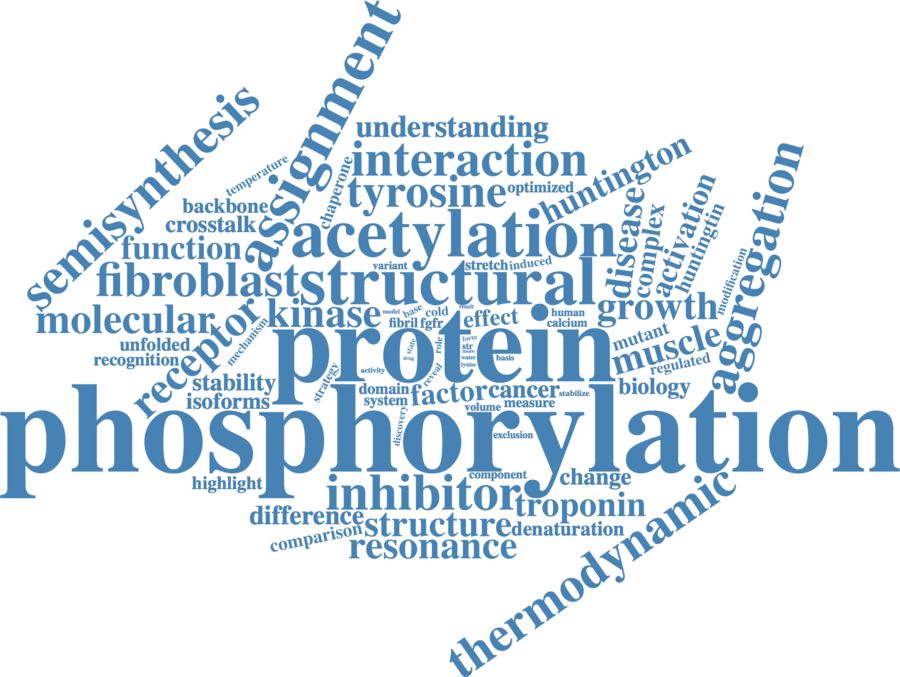 assignment
semisynthesis
understanding
interaction
huntington
temperature
chaperone
tyrosine
optimized
backbone
crosstalk
acetylation
disease
complex
activation
huntingtin
aggregation
function
variant
stretch
induced
modification
fibroblast
structural
growth
molecular
receptor
mechanism
kinase
model
base
cold
result
human
fibril
fgfr
effect
calcium
unfolded
recognition
protein
state
drug
role
form
str
water
lysine
basis
mutant
muscle
regulated
stability
isoforms
strategy
activity
reveal
domain
system
factor
cancer
stabilize
biology
volume
measure
phosphorylation
discovery
exclusion
highlight
component
change
inhibitor
troponin
difference
structure
denaturation
comparison
resonance
thermodynamic